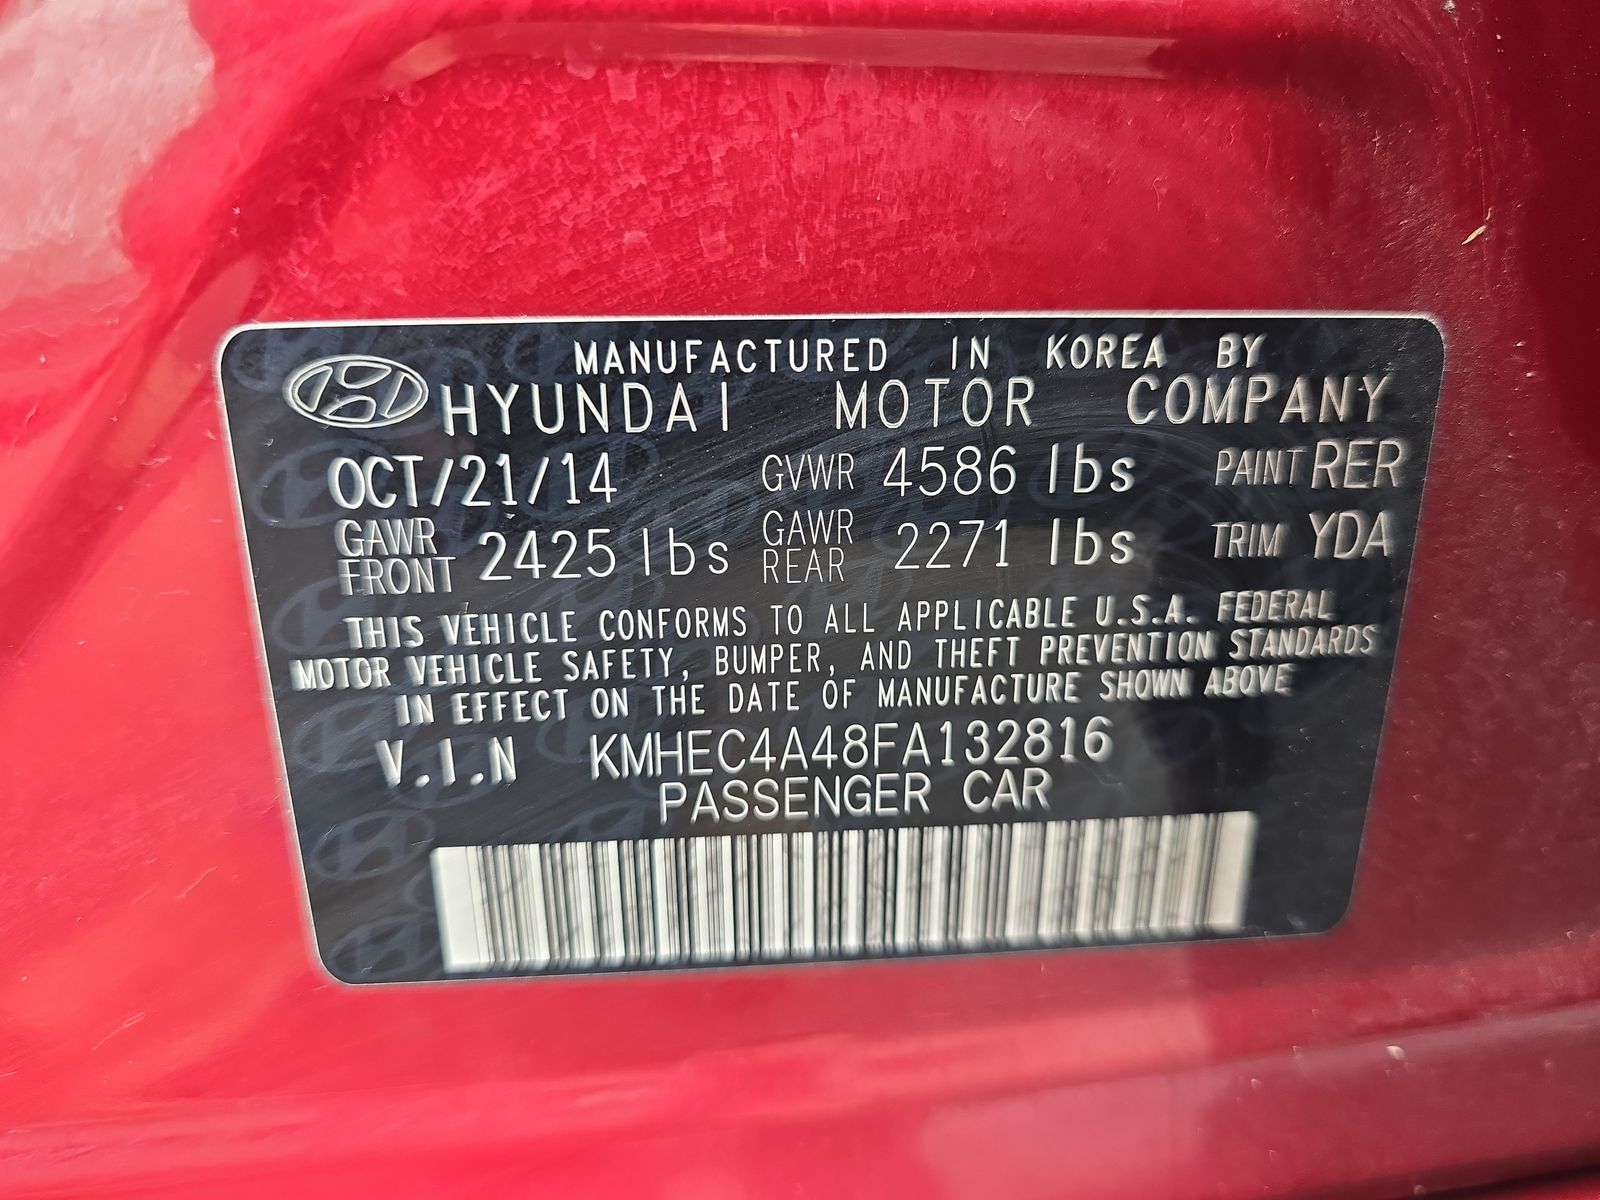 MANUFACTURED IN KOREA BY
HYUNDAI MOTOR COMPANY
OCT/21/14 GVWR 4586 lbs PAINT RER
GAWR FRONT 2425 lbs GAWR REAR 2271 lbs TRIM YDA
THIS VEHICLE CONFORMS TO ALL APPLICABLE U.S.A. FEDERAL
MOTOR VEHICLE SAFETY, BUMPER, AND THEFT PREVENTION STANDARDS
IN EFFECT ON THE DATE OF MANUFACTURE SHOWN ABOVE
V.I.N KMHEC4A48FA132816
PASSENGER CAR